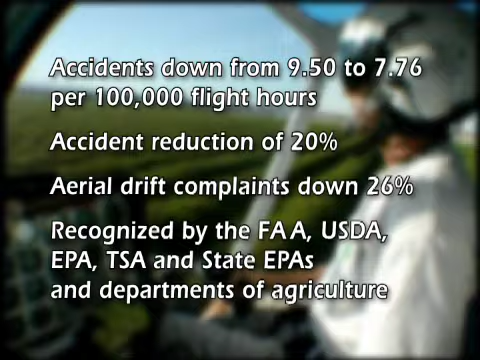 Accidents down from 9.50 to 7.76
per 100,000 flight hours
Accident reduction of 20%
Aerial drift complaints down 26%
Recognized by the FAA, USDA,
EPA, TSA and State EPAs
and departments of agriculture